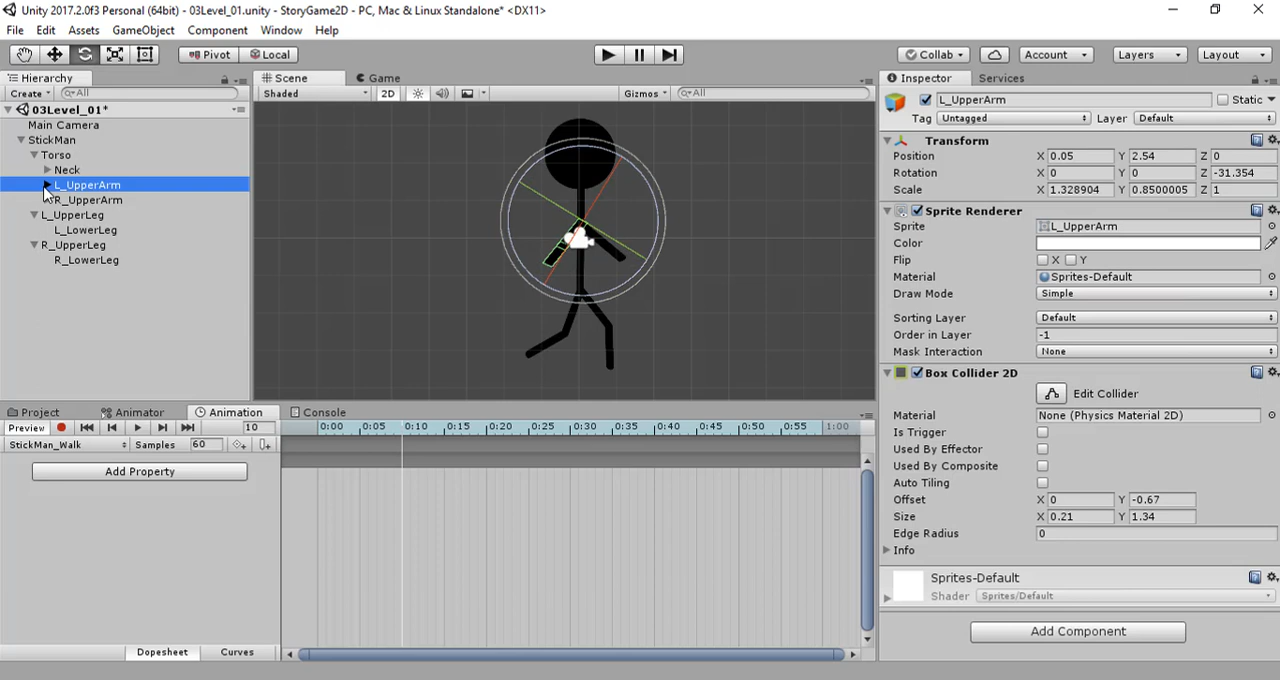 Unity 2017.2.0f3 Personal (64bit) - 03Level_01.unity - StoryGame2D - PC, Mac & Linux Standalone* <DX11>
File Edit Assets GameObject Component Window Help
Pivot Local Collab Account Layers Layout
Hierarchy
Create All
03Level_01*
Main Camera
StickMan
Torso
Neck
L_UpperArm
R_UpperArm
L_UpperLeg
L_LowerLeg
R_UpperLeg
R_LowerLeg
Scene Game
Shaded 2D Gizmos All
Inspector Services
L_UpperArm Static
Tag Untagged Layer Default
Transform
Position X 0.05 Y 2.54 Z 0
Rotation X 0 Y 0 Z -31.354
Scale X 1.328904 Y 0.8500005 Z 1
Sprite Renderer
Sprite L_UpperArm
Color
Flip X Y
Material Sprites-Default
Draw Mode Simple
Sorting Layer Default
Order in Layer -1
Mask Interaction None
Box Collider 2D
Edit Collider
Material None (Physics Material 2D)
Is Trigger
Used By Effector
Used By Composite
Auto Tiling
Offset X 0 Y -0.67
Size X 0.21 Y 1.34
Edge Radius 0
Info
Sprites-Default
Shader Sprites/Default
Add Component
Project Animator Animation Console
Preview 10 0:00 0:05 0:10 0:15 0:20 0:25 0:30 0:35 0:40 0:45 0:50 0:55 1:00
StickMan_Walk Samples 60
Add Property
Dopesheet Curves